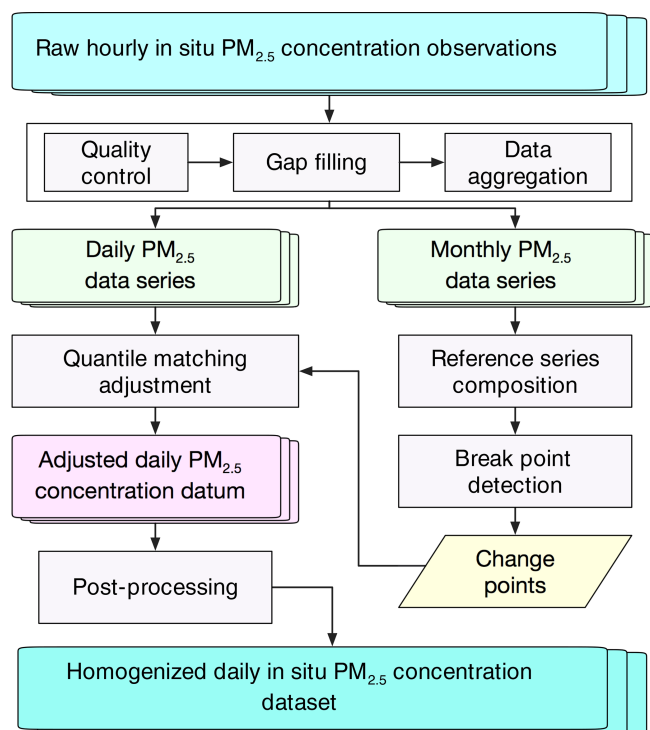 Raw hourly in situ PM2.5 concentration observations
Quality
control
Gap filling
Data
aggregation
Daily PM2.5
data series
Monthly PM2.5
data series
Quantile matching
adjustment
Reference series
composition
Adjusted daily PM2.5
concentration datum
Break point
detection
Change
points
Post-processing
Homogenized daily in situ PM2.5 concentration
dataset